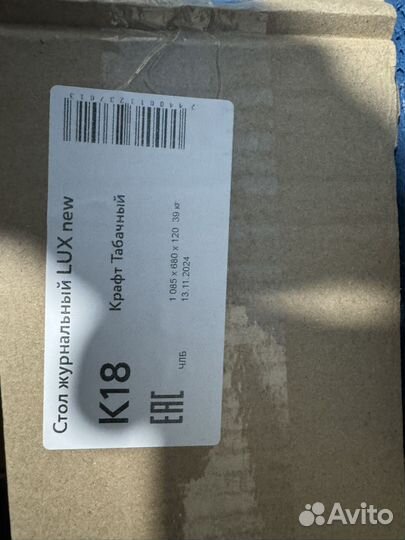 Стол журнальный LUX new
K18
Крафт Табачный
1 085 x 680 x 120 39 кг
13.11.2024
ЧЛБ
EAC
Avito